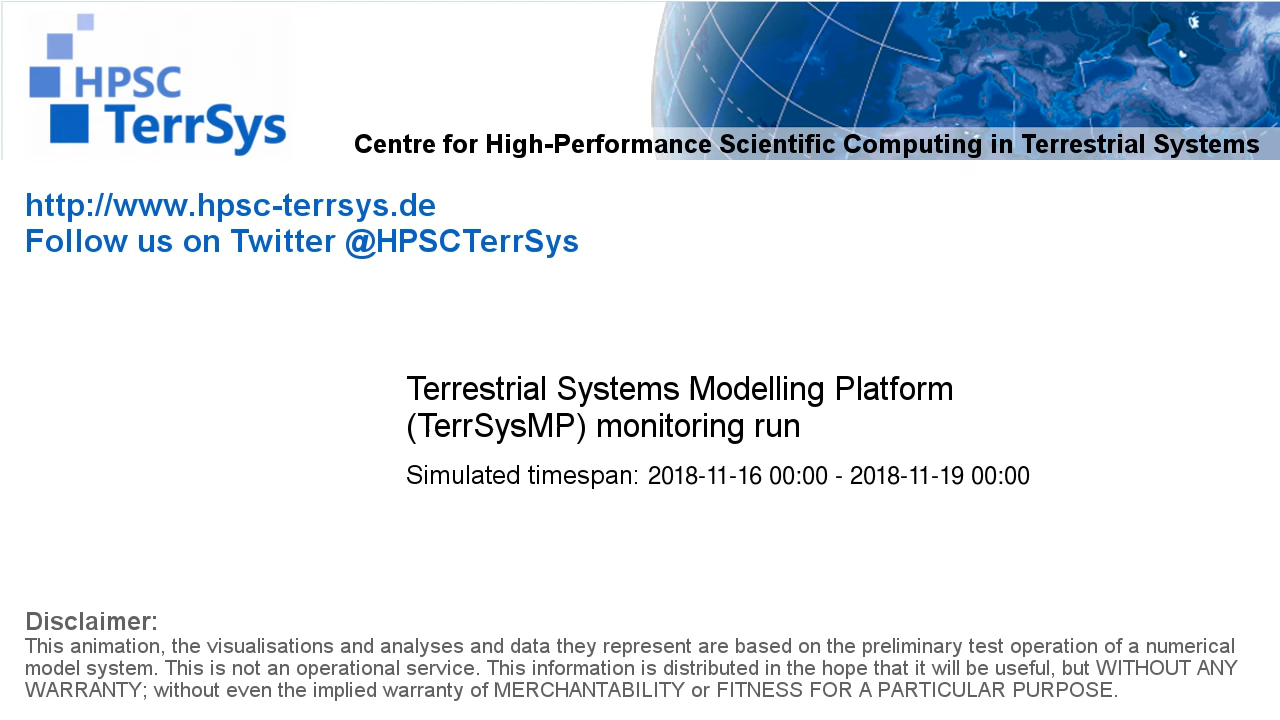 HPSC
TerrSys
Centre for High-Performance Scientific Computing in Terrestrial Systems
http://www.hpsc-terrsys.de
Follow us on Twitter @HPSCTerrSys
Terrestrial Systems Modelling Platform
(TerrSysMP) monitoring run
Simulated timespan: 2018-11-16 00:00 - 2018-11-19 00:00
Disclaimer:
This animation, the visualisations and analyses and data they represent are based on the preliminary test operation of a numerical
model system. This is not an operational service. This information is distributed in the hope that it will be useful, but WITHOUT ANY
WARRANTY; without even the implied warranty of MERCHANTABILITY or FITNESS FOR A PARTICULAR PURPOSE.